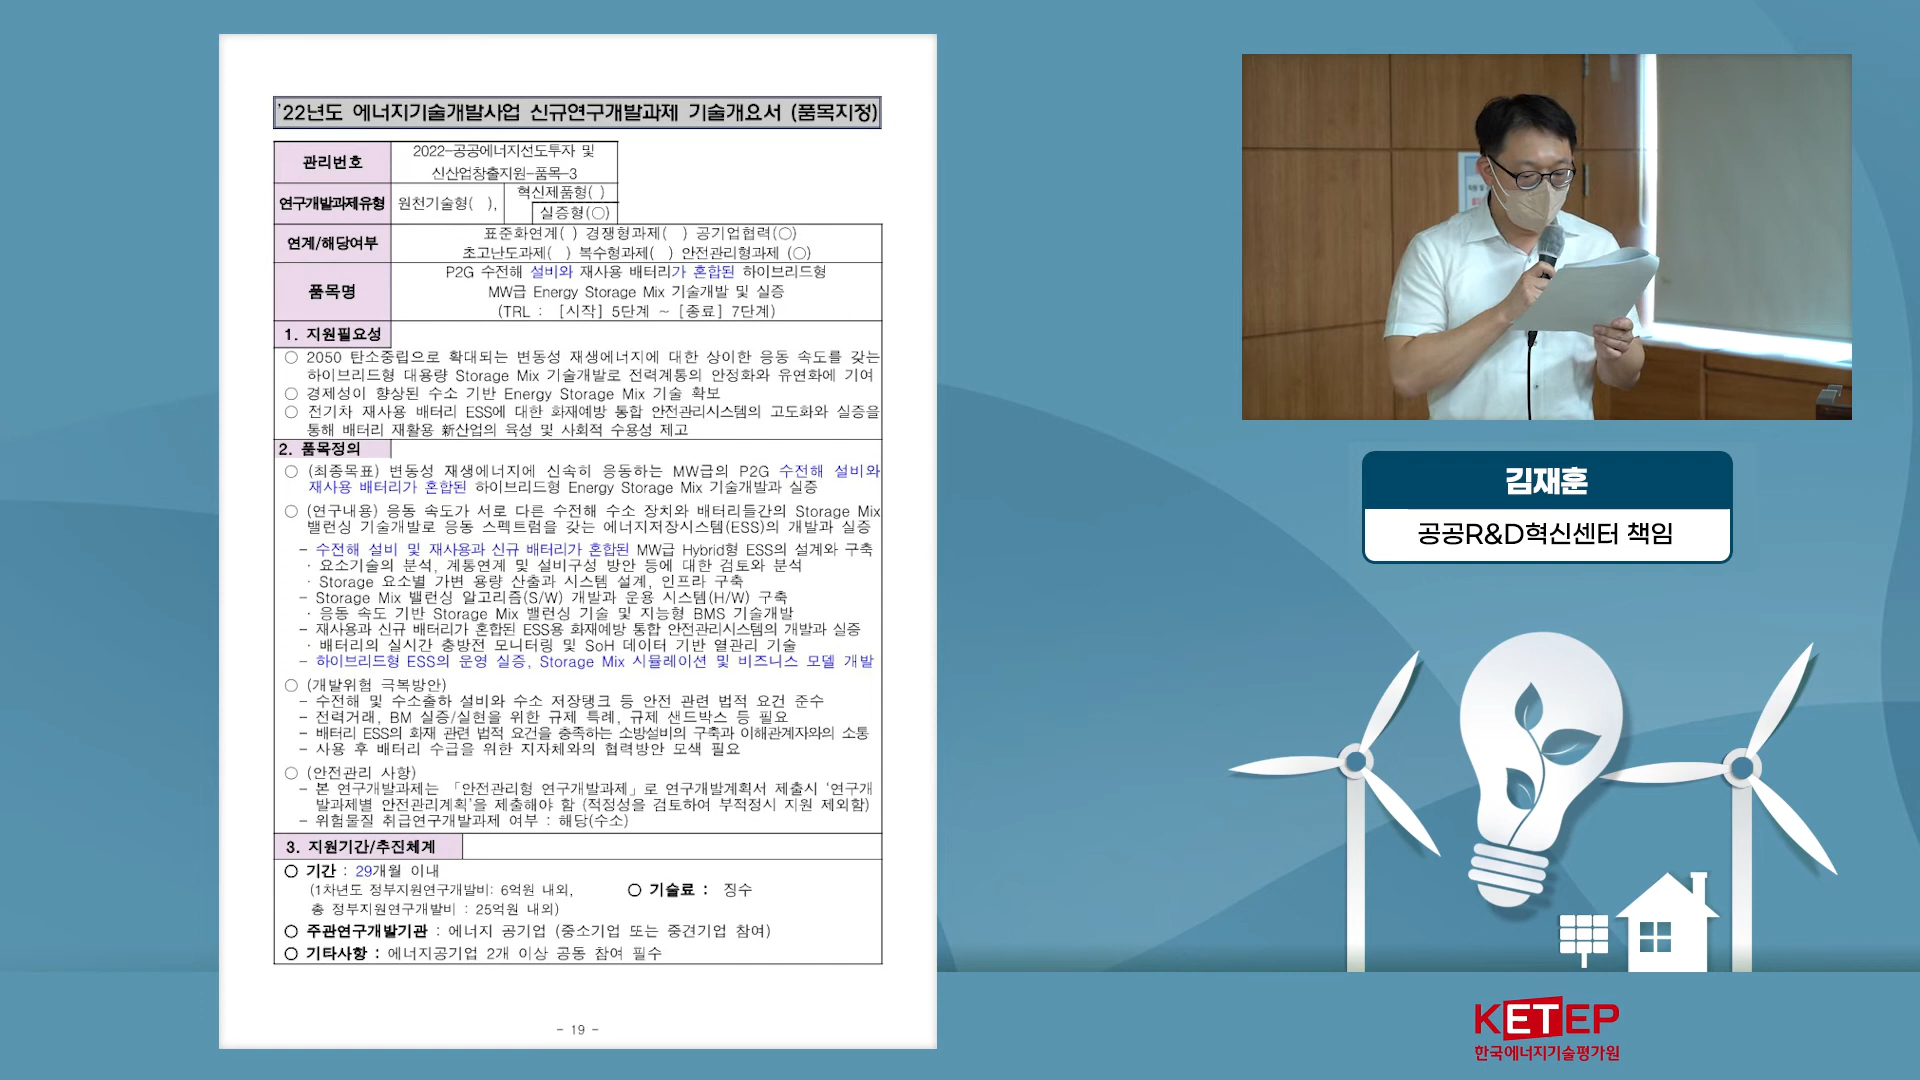 '22년도 에너지기술개발사업 신규연구개발과제 기술개요서 (품목지정)
관리번호
2022-공공에너지선도투자 및
신산업창출지원-품목-3
연구개발과제유형
원천기술형( ),
혁신제품형( )
실증형(○)
연계/해당여부
표준화연계( ) 경쟁형과제( ) 공기업협력(○)
초고난도과제( ) 복수형과제( ) 안전관리형과제 (○)
품목명
P2G 수전해 설비와 재사용 배터리가 혼합된 하이브리드형
MW급 Energy Storage Mix 기술개발 및 실증
(TRL : [시작] 5단계 ~ [종료] 7단계)
1. 지원필요성
○ 2050 탄소중립으로 확대되는 변동성 재생에너지에 대한 상이한 응동 속도를 갖는
하이브리드형 대용량 Storage Mix 기술개발로 전력계통의 안정화와 유연화에 기여
○ 경제성이 향상된 수소 기반 Energy Storage Mix 기술 확보
○ 전기차 재사용 배터리 ESS에 대한 화재예방 통합 안전관리시스템의 고도화와 실증을
통해 배터리 재활용 新산업의 육성 및 사회적 수용성 제고
2. 품목정의
○ (최종목표) 변동성 재생에너지에 신속히 응동하는 MW급의 P2G 수전해 설비와
재사용 배터리가 혼합된 하이브리드형 Energy Storage Mix 기술개발과 실증
○ (연구내용) 응동 속도가 서로 다른 수전해 수소 장치와 배터리들간의 Storage Mix
밸런싱 기술개발로 응동 스펙트럼을 갖는 에너지저장시스템(ESS)의 개발과 실증
- 수전해 설비 및 재사용과 신규 배터리가 혼합된 MW급 Hybrid형 ESS의 설계와 구축
· 요소기술의 분석, 계통연계 및 설비구성 방안 등에 대한 검토와 분석
· Storage 요소별 가변 용량 산출과 시스템 설계, 인프라 구축
- Storage Mix 밸런싱 알고리즘(S/W) 개발과 운용 시스템(H/W) 구축
· 응동 속도 기반 Storage Mix 밸런싱 기술 및 지능형 BMS 기술개발
- 재사용과 신규 배터리가 혼합된 ESS용 화재예방 통합 안전관리시스템의 개발과 실증
· 배터리의 실시간 충방전 모니터링 및 SoH 데이터 기반 열관리 기술
- 하이브리드형 ESS의 운영 실증, Storage Mix 시뮬레이션 및 비즈니스 모델 개발
○ (개발위험 극복방안)
- 수전해 및 수소출하 설비와 수소 저장탱크 등 안전 관련 법적 요건 준수
- 전력거래, BM 실증/실현을 위한 규제 특례, 규제 샌드박스 등 필요
- 배터리 ESS의 화재 관련 법적 요건을 충족하는 소방설비의 구축과 이해관계자와의 소통
- 사용 후 배터리 수급을 위한 지자체와의 협력방안 모색 필요
○ (안전관리 사항)
- 본 연구개발과제는 「안전관리형 연구개발과제」로 연구개발계획서 제출시 '연구개
발과제별 안전관리계획'을 제출해야 함 (적정성을 검토하여 부적정시 지원 제외함)
- 위험물질 취급연구개발과제 여부 : 해당(수소)
3. 지원기간/추진체계
○ 기간 : 29개월 이내
(1차년도 정부지원연구개발비: 6억원 내외,
○ 기술료 : 징수
총 정부지원연구개발비 : 25억원 내외)
○ 주관연구개발기관 : 에너지 공기업 (중소기업 또는 중견기업 참여)
○ 기타사항 : 에너지공기업 2개 이상 공동 참여 필수
- 19 -
김재훈
공공R&D혁신센터 책임
KETEP
한국에너지기술평가원